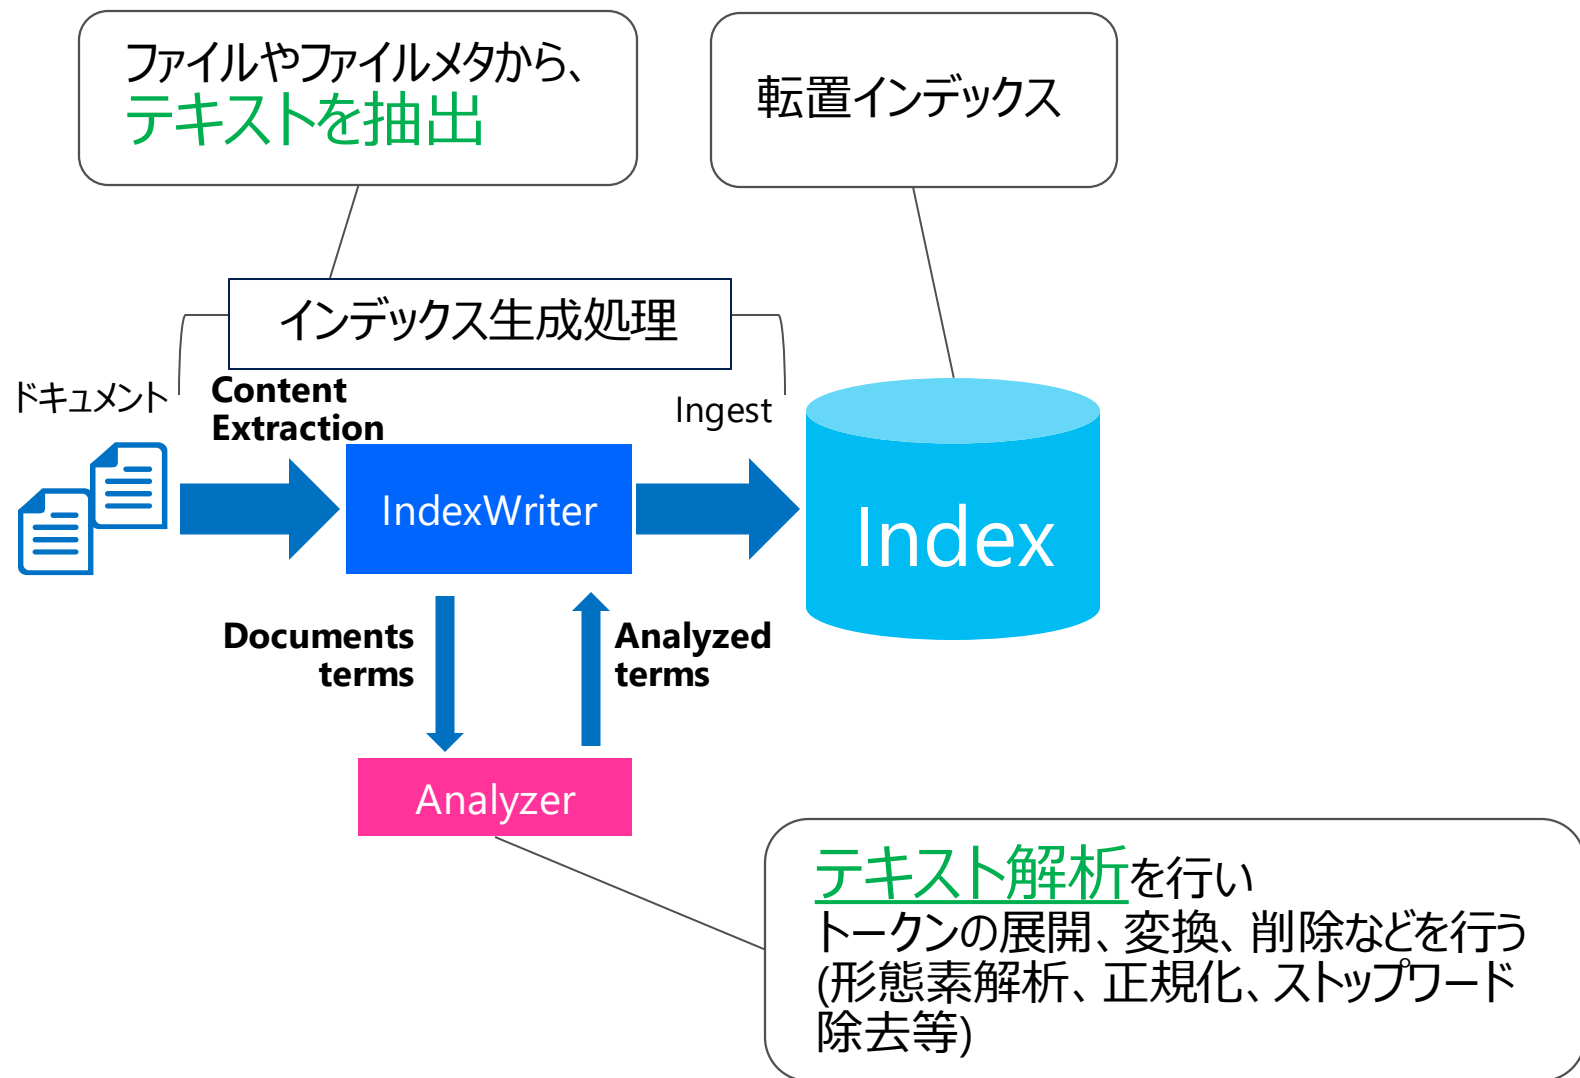 ファイルやファイルメタから、
テキストを抽出
転置インデックス
インデックス生成処理
ドキュメント
Content
Extraction
Ingest
IndexWriter
Index
Documents
terms
Analyzed
terms
Analyzer
テキスト解析を行い
トークンの展開、変換、削除などを行う
(形態素解析、正規化、ストップワード
除去等)